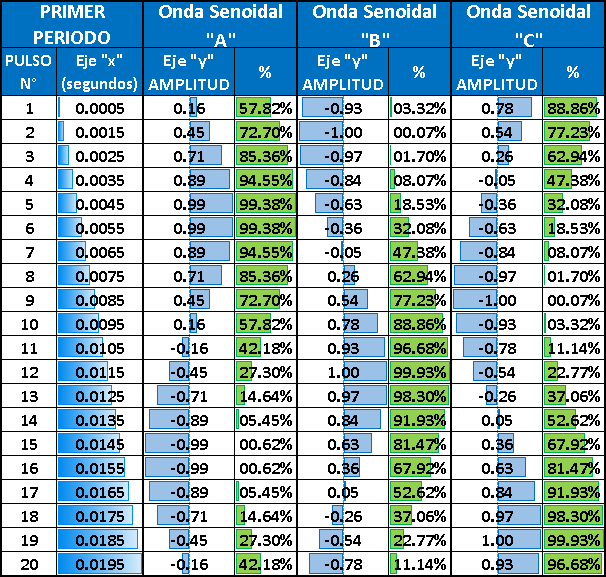 PRIMER PERIODO Onda Senoidal "A" Onda Senoidal "B" Onda Senoidal "C"
PULSO N° Eje "x" (segundos) Eje "y" AMPLITUD % Eje "y" AMPLITUD % Eje "y" AMPLITUD %
1 0.0005 0.16 57.82% -0.93 03.32% 0.78 88.86%
2 0.0015 0.45 72.70% -1.00 00.07% 0.54 77.23%
3 0.0025 0.71 85.36% -0.97 01.70% 0.26 62.94%
4 0.0035 0.89 94.55% -0.84 08.07% -0.05 47.38%
5 0.0045 0.99 99.38% -0.63 18.53% -0.36 32.08%
6 0.0055 0.99 99.38% -0.36 32.08% -0.63 18.53%
7 0.0065 0.89 94.55% -0.05 47.38% -0.84 08.07%
8 0.0075 0.71 85.36% 0.26 62.94% -0.97 01.70%
9 0.0085 0.45 72.70% 0.54 77.23% -1.00 00.07%
10 0.0095 0.16 57.82% 0.78 88.86% -0.93 03.32%
11 0.0105 -0.16 42.18% 0.93 96.68% -0.78 11.14%
12 0.0115 -0.45 27.30% 1.00 99.93% -0.54 22.77%
13 0.0125 -0.71 14.64% 0.97 98.30% -0.26 37.06%
14 0.0135 -0.89 05.45% 0.84 91.93% 0.05 52.62%
15 0.0145 -0.99 00.62% 0.63 81.47% 0.36 67.92%
16 0.0155 -0.99 00.62% 0.36 67.92% 0.63 81.47%
17 0.0165 -0.89 05.45% 0.05 52.62% 0.84 91.93%
18 0.0175 -0.71 14.64% -0.26 37.06% 0.97 98.30%
19 0.0185 -0.45 27.30% -0.54 22.77% 1.00 99.93%
20 0.0195 -0.16 42.18% -0.78 11.14% 0.93 96.68%